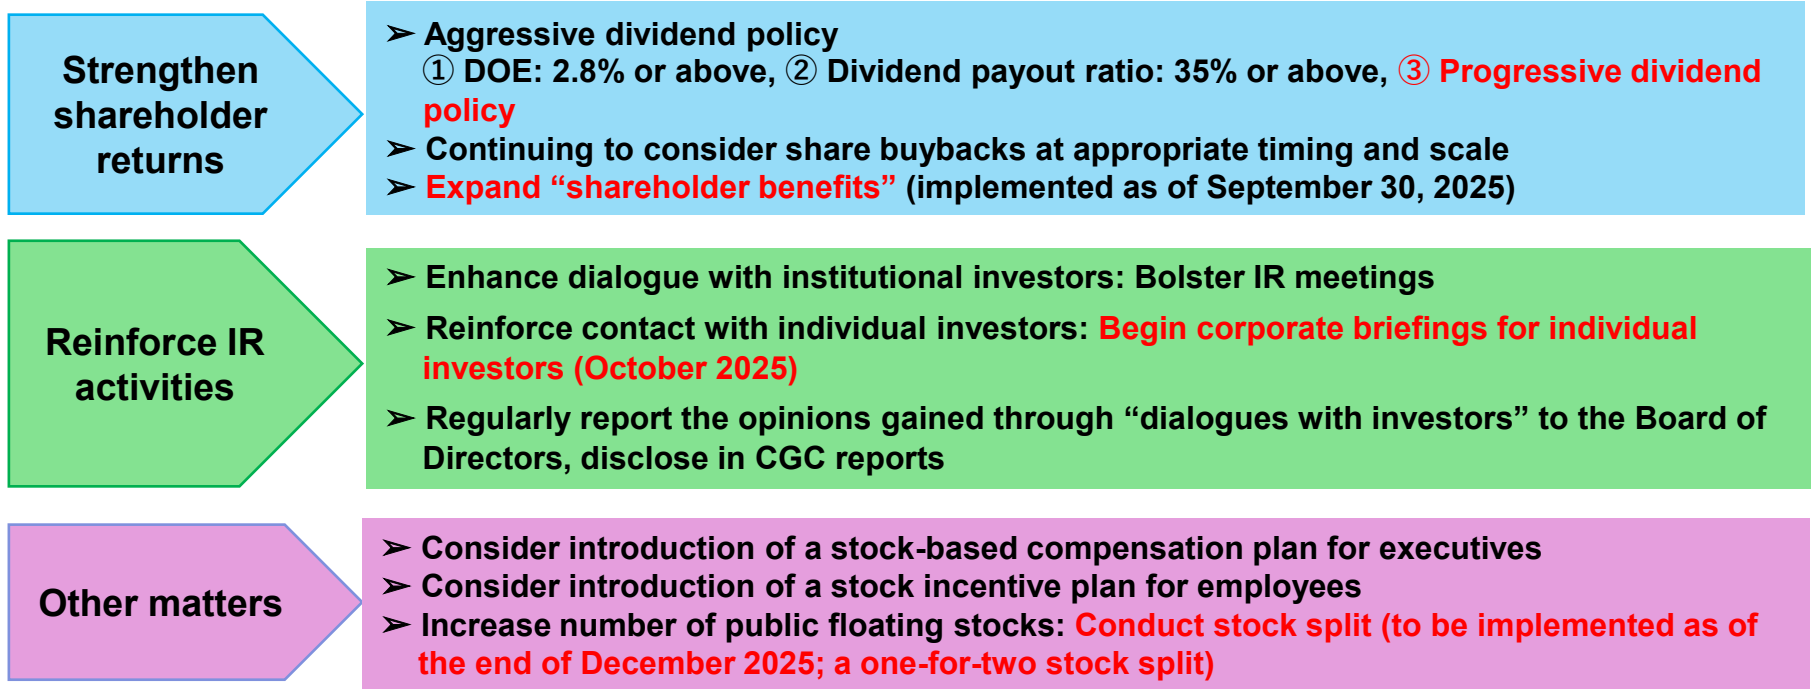 Strengthen
shareholder
returns
➢ Aggressive dividend policy
① DOE: 2.8% or above, ② Dividend payout ratio: 35% or above, ③ Progressive dividend
policy
➢ Continuing to consider share buybacks at appropriate timing and scale
➢ Expand “shareholder benefits” (implemented as of September 30, 2025)
Reinforce IR
activities
➢ Enhance dialogue with institutional investors: Bolster IR meetings
➢ Reinforce contact with individual investors: Begin corporate briefings for individual
investors (October 2025)
➢ Regularly report the opinions gained through “dialogues with investors” to the Board of
Directors, disclose in CGC reports
Other matters
➢ Consider introduction of a stock-based compensation plan for executives
➢ Consider introduction of a stock incentive plan for employees
➢ Increase number of public floating stocks: Conduct stock split (to be implemented as of
the end of December 2025; a one-for-two stock split)